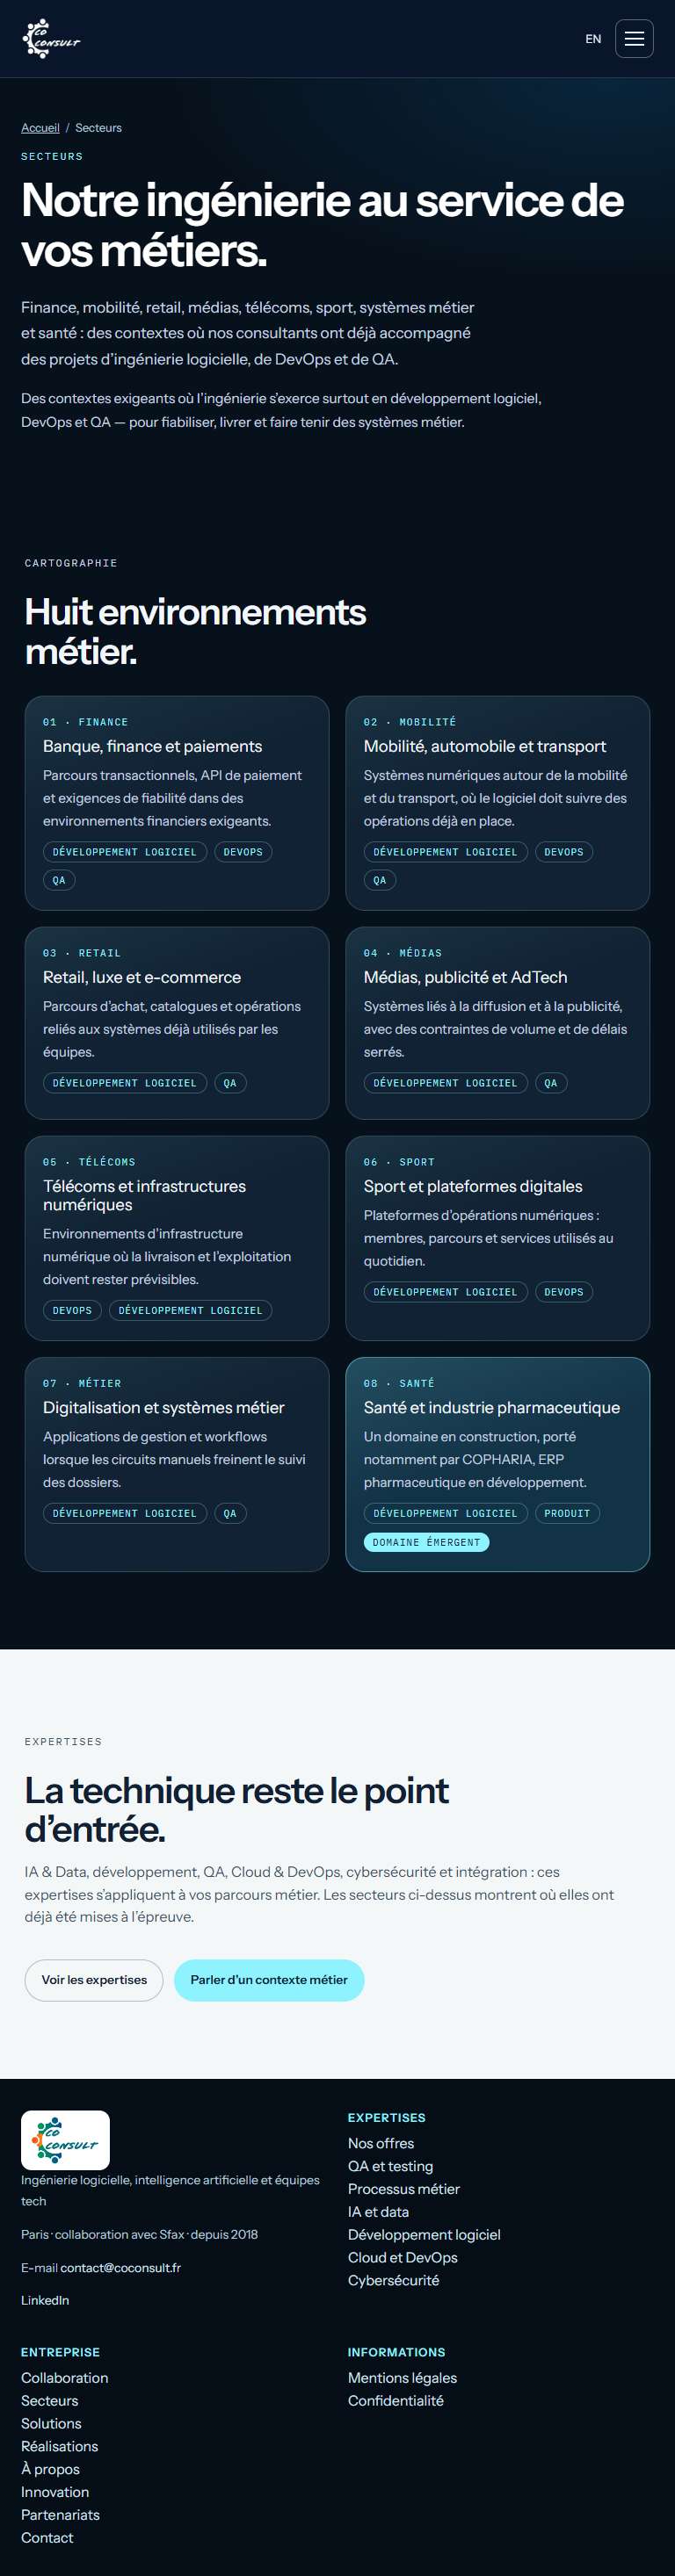 CO
CONSULT
EN
Accueil / Secteurs
SECTEURS
Notre ingénierie au service de
vos métiers.
Finance, mobilité, retail, médias, télécoms, sport, systèmes métier
et santé : des contextes où nos consultants ont déjà accompagné
des projets d’ingénierie logicielle, de DevOps et de QA.
Des contextes exigeants où l’ingénierie s’exerce surtout en développement logiciel,
DevOps et QA — pour fiabiliser, livrer et faire tenir des systèmes métier.
CARTOGRAPHIE
Huit environnements
métier.
01 · FINANCE
Banque, finance et paiements
Parcours transactionnels, API de paiement
et exigences de fiabilité dans des
environnements financiers exigeants.
DÉVELOPPEMENT LOGICIEL DEVOPS
QA
02 · MOBILITÉ
Mobilité, automobile et transport
Systèmes numériques autour de la mobilité
et du transport, où le logiciel doit suivre des
opérations déjà en place.
DÉVELOPPEMENT LOGICIEL DEVOPS
QA
03 · RETAIL
Retail, luxe et e-commerce
Parcours d’achat, catalogues et opérations
reliés aux systèmes déjà utilisés par les
équipes.
DÉVELOPPEMENT LOGICIEL QA
04 · MÉDIAS
Médias, publicité et AdTech
Systèmes liés à la diffusion et à la publicité,
avec des contraintes de volume et de délais
serrés.
DÉVELOPPEMENT LOGICIEL QA
05 · TÉLÉCOMS
Télécoms et infrastructures
numériques
Environnements d’infrastructure
numérique où la livraison et l’exploitation
doivent rester prévisibles.
DEVOPS DÉVELOPPEMENT LOGICIEL
06 · SPORT
Sport et plateformes digitales
Plateformes d’opérations numériques :
membres, parcours et services utilisés au
quotidien.
DÉVELOPPEMENT LOGICIEL DEVOPS
07 · MÉTIER
Digitalisation et systèmes métier
Applications de gestion et workflows
lorsque les circuits manuels freinent le suivi
des dossiers.
DÉVELOPPEMENT LOGICIEL QA
08 · SANTÉ
Santé et industrie pharmaceutique
Un domaine en construction, porté
notamment par COPHARIA, ERP
pharmaceutique en développement.
DÉVELOPPEMENT LOGICIEL PRODUIT
DOMAINE ÉMERGENT
EXPERTISES
La technique reste le point
d’entrée.
IA & Data, développement, QA, Cloud & DevOps, cybersécurité et intégration : ces
expertises s’appliquent à vos parcours métier. Les secteurs ci-dessus montrent où elles ont
déjà été mises à l’épreuve.
Voir les expertises
Parler d’un contexte métier
CO
CONSULT
Ingénierie logicielle, intelligence artificielle et équipes
tech
Paris · collaboration avec Sfax · depuis 2018
E-mail contact@coconsult.fr
LinkedIn
EXPERTISES
Nos offres
QA et testing
Processus métier
IA et data
Développement logiciel
Cloud et DevOps
Cybersécurité
ENTREPRISE
Collaboration
Secteurs
Solutions
Réalisations
À propos
Innovation
Partenariats
Contact
INFORMATIONS
Mentions légales
Confidentialité